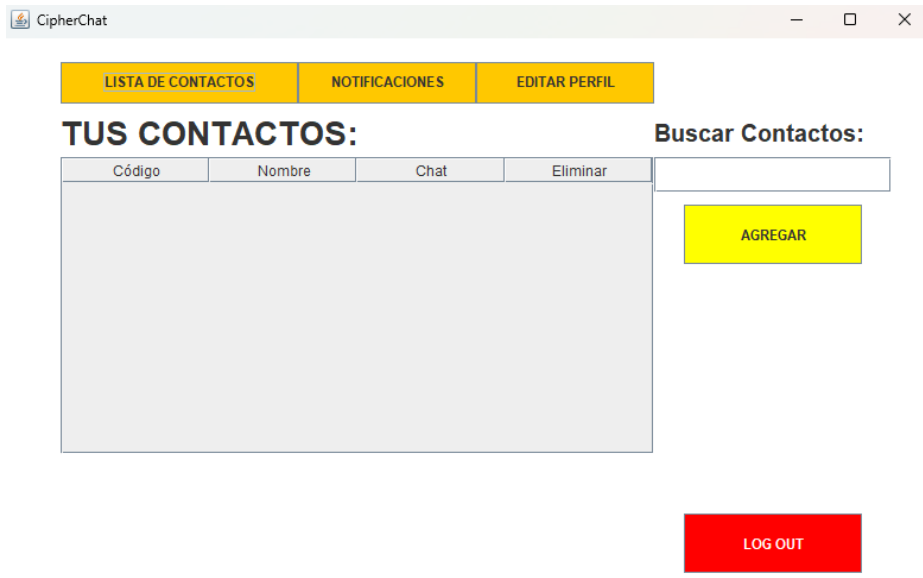 CipherChat
LISTA DE CONTACTOS NOTIFICACIONES EDITAR PERFIL
TUS CONTACTOS:
Buscar Contactos:
Código Nombre Chat Eliminar
AGREGAR
LOG OUT